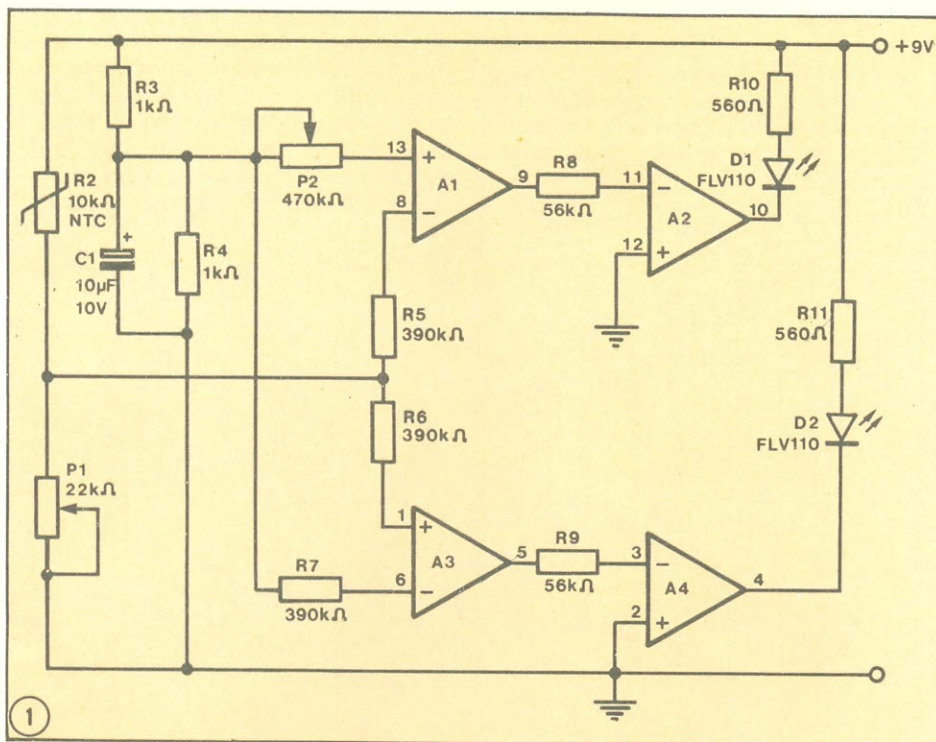 +9V
R3
1kΩ
R10
560Ω
R2
10kΩ
NTC
C1
+
10µF
10V
R4
1kΩ
P2
470kΩ
13
+
A1
8
−
9
R8
56kΩ
11
−
A2
12
+
10
D1
FLV110
R5
390kΩ
R11
560Ω
R6
390kΩ
D2
FLV110
P1
22kΩ
1
+
A3
6
−
5
R7
390kΩ
R9
56kΩ
3
−
A4
2
+
4
1